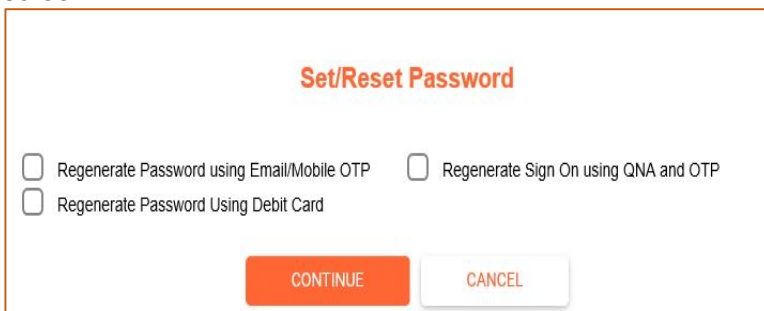 Set/Reset Password
Regenerate Password using Email/Mobile OTP
Regenerate Sign On using QNA and OTP
Regenerate Password Using Debit Card
CONTINUE
CANCEL